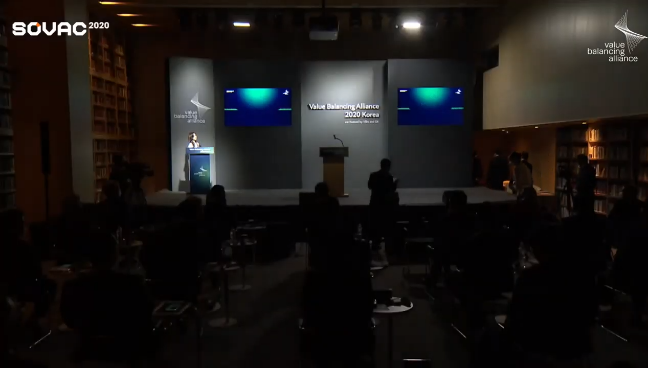 SOVAC 2020
value
balancing
alliance
value
balancing
alliance
Value Balancing Alliance
2020 Korea